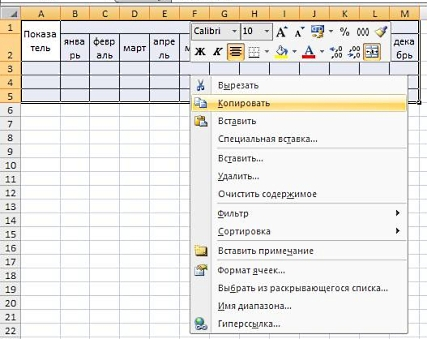 A B C D E F G H I J K L M
Calibri 10 А А % 000
Ж К ,00 ,0
1 Показа
тель
2 янва
рь февр
аль март апре
ль дека
брь
3
4
5
6
7
8
9
10
11
12
13
14
15
16
17
18
19
20
21
22
Вырезать
Копировать
Вставить
Специальная вставка...
Вставить...
Удалить...
Очистить содержимое
Фильтр
Сортировка
Вставить примечание
Формат ячеек...
Выбрать из раскрывающегося списка...
Имя диапазона...
Гиперссылка...